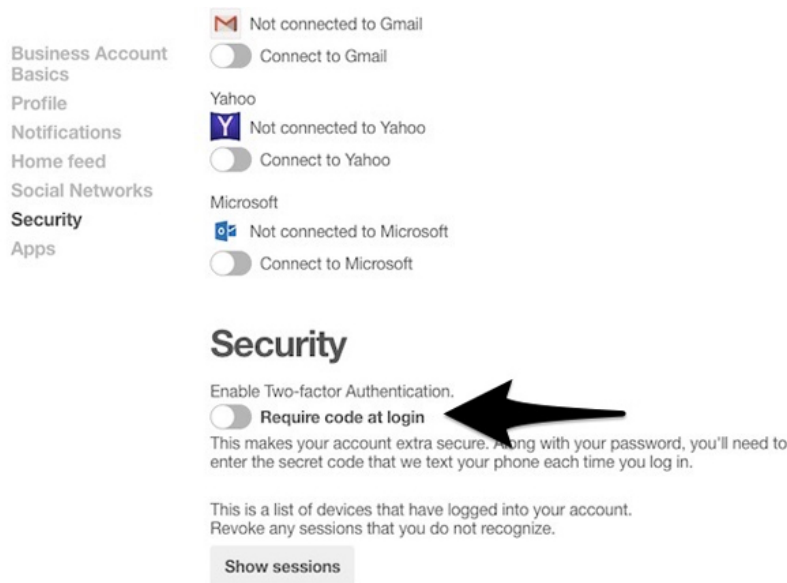 Not connected to Gmail
Connect to Gmail
Business Account
Basics
Profile
Notifications
Home feed
Social Networks
Security
Apps
Yahoo
Y Not connected to Yahoo
Connect to Yahoo
Microsoft
Not connected to Microsoft
Connect to Microsoft
Security
Enable Two-factor Authentication.
Require code at login
This makes your account extra secure. Along with your password, you'll need to
enter the secret code that we text your phone each time you log in.
This is a list of devices that have logged into your account.
Revoke any sessions that you do not recognize.
Show sessions